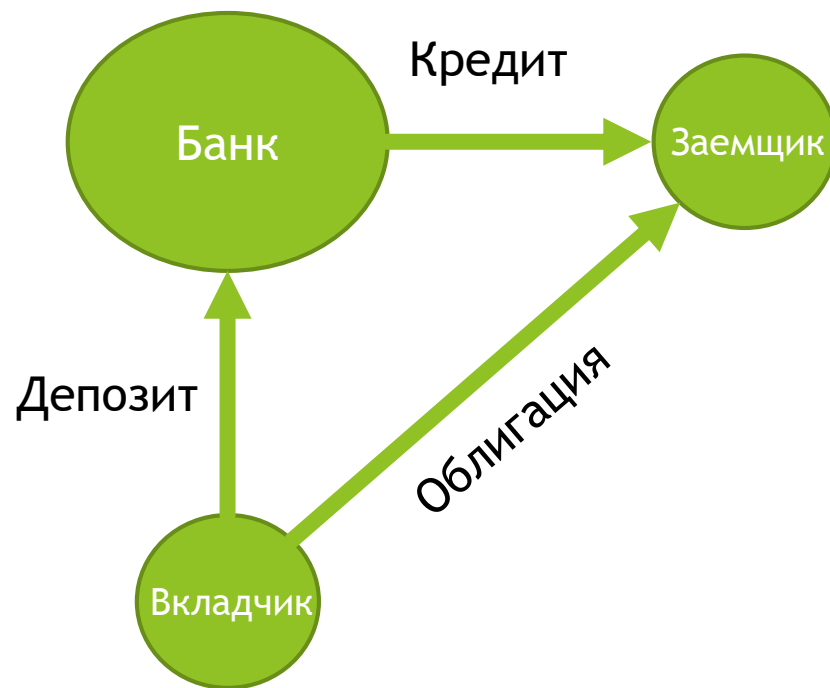 Кредит
Банк
Заемщик
Депозит
Облигация
Вкладчик